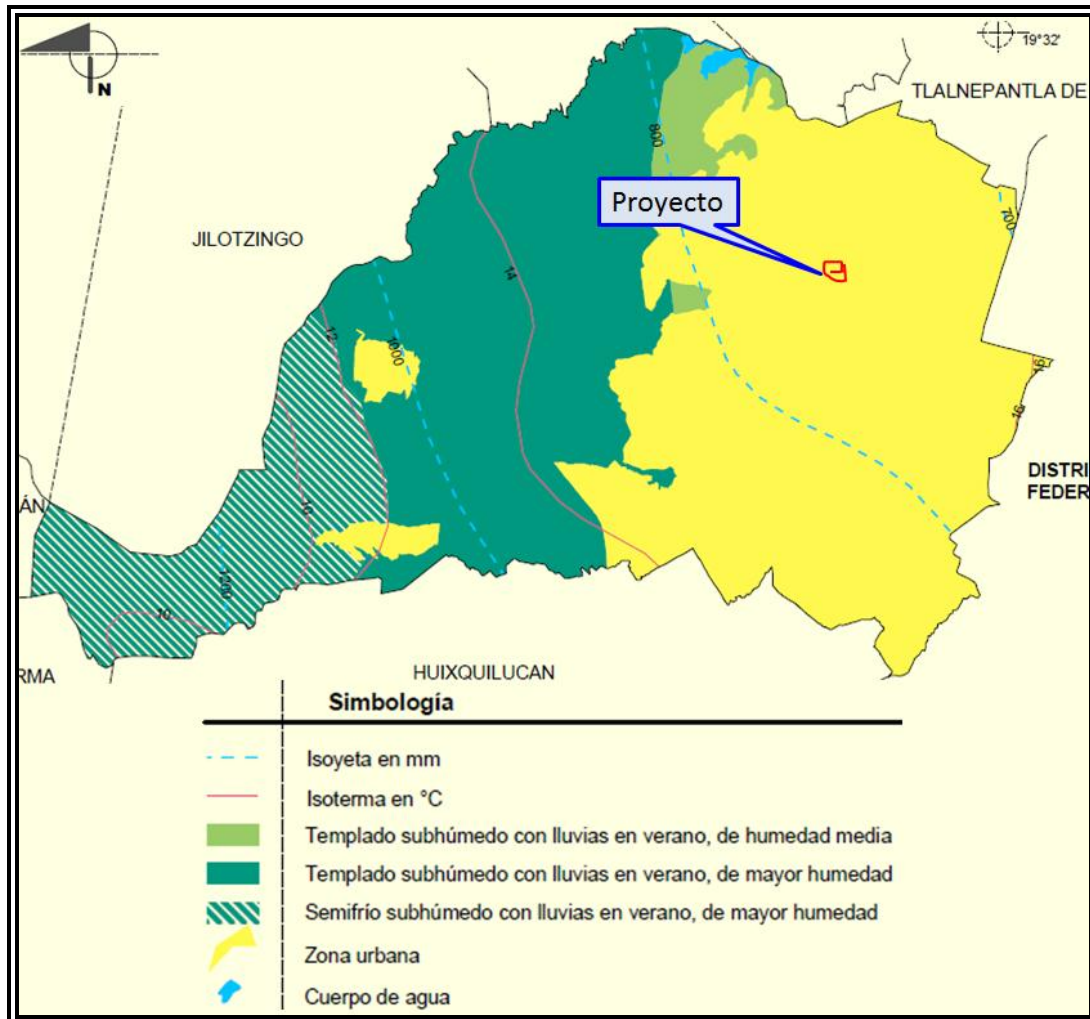 N
19°32'
TLALNEPANTLA DE
800
Proyecto
700
JILOTZINGO
14
12
1000
16
16
DISTRI
FEDER
ÁN
10
1200
10
RMA
HUIXQUILUCAN
Simbología
Isoyeta en mm
Isoterma en °C
Templado subhúmedo con lluvias en verano, de humedad media
Templado subhúmedo con lluvias en verano, de mayor humedad
Semifrío subhúmedo con lluvias en verano, de mayor humedad
Zona urbana
Cuerpo de agua